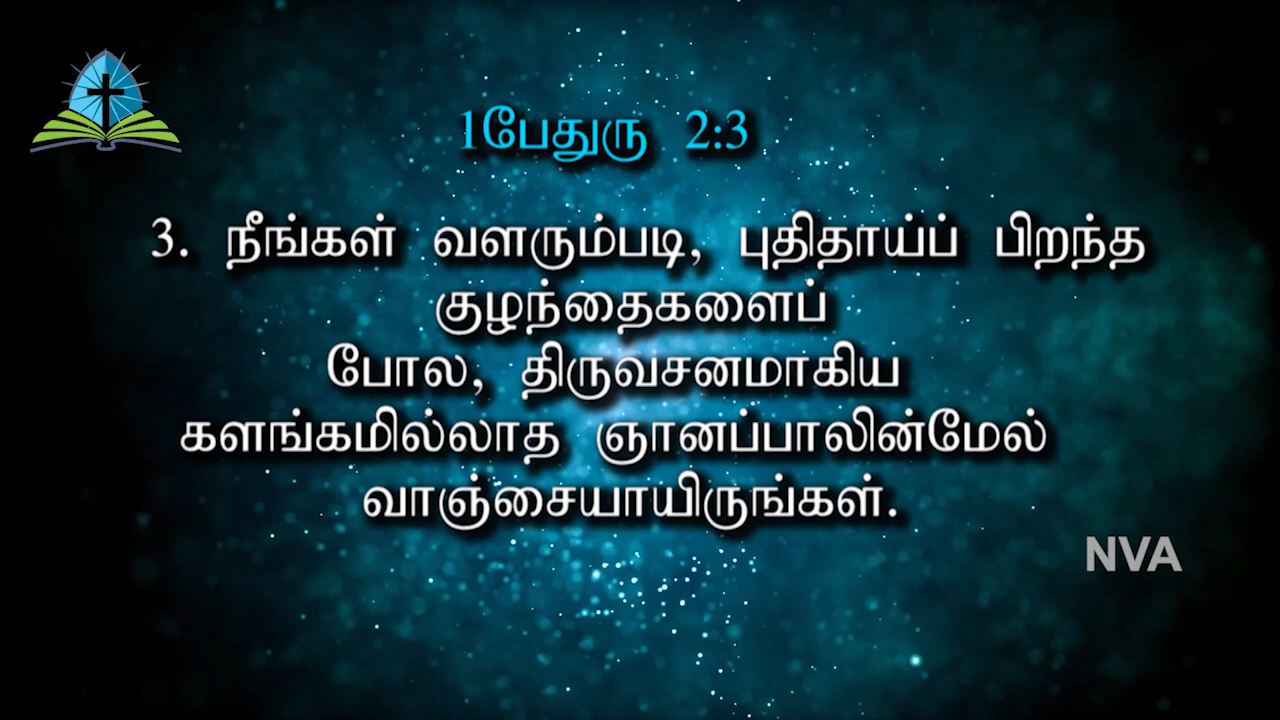 1பேதுரு 2:3
3. நீங்கள் வளரும்படி, புதிதாய்ப் பிறந்த
குழந்தைகளைப்
போல, திருவசனமாகிய
களங்கமில்லாத ஞானப்பாலின்மேல்
வாஞ்சையாயிருங்கள்.
NVA